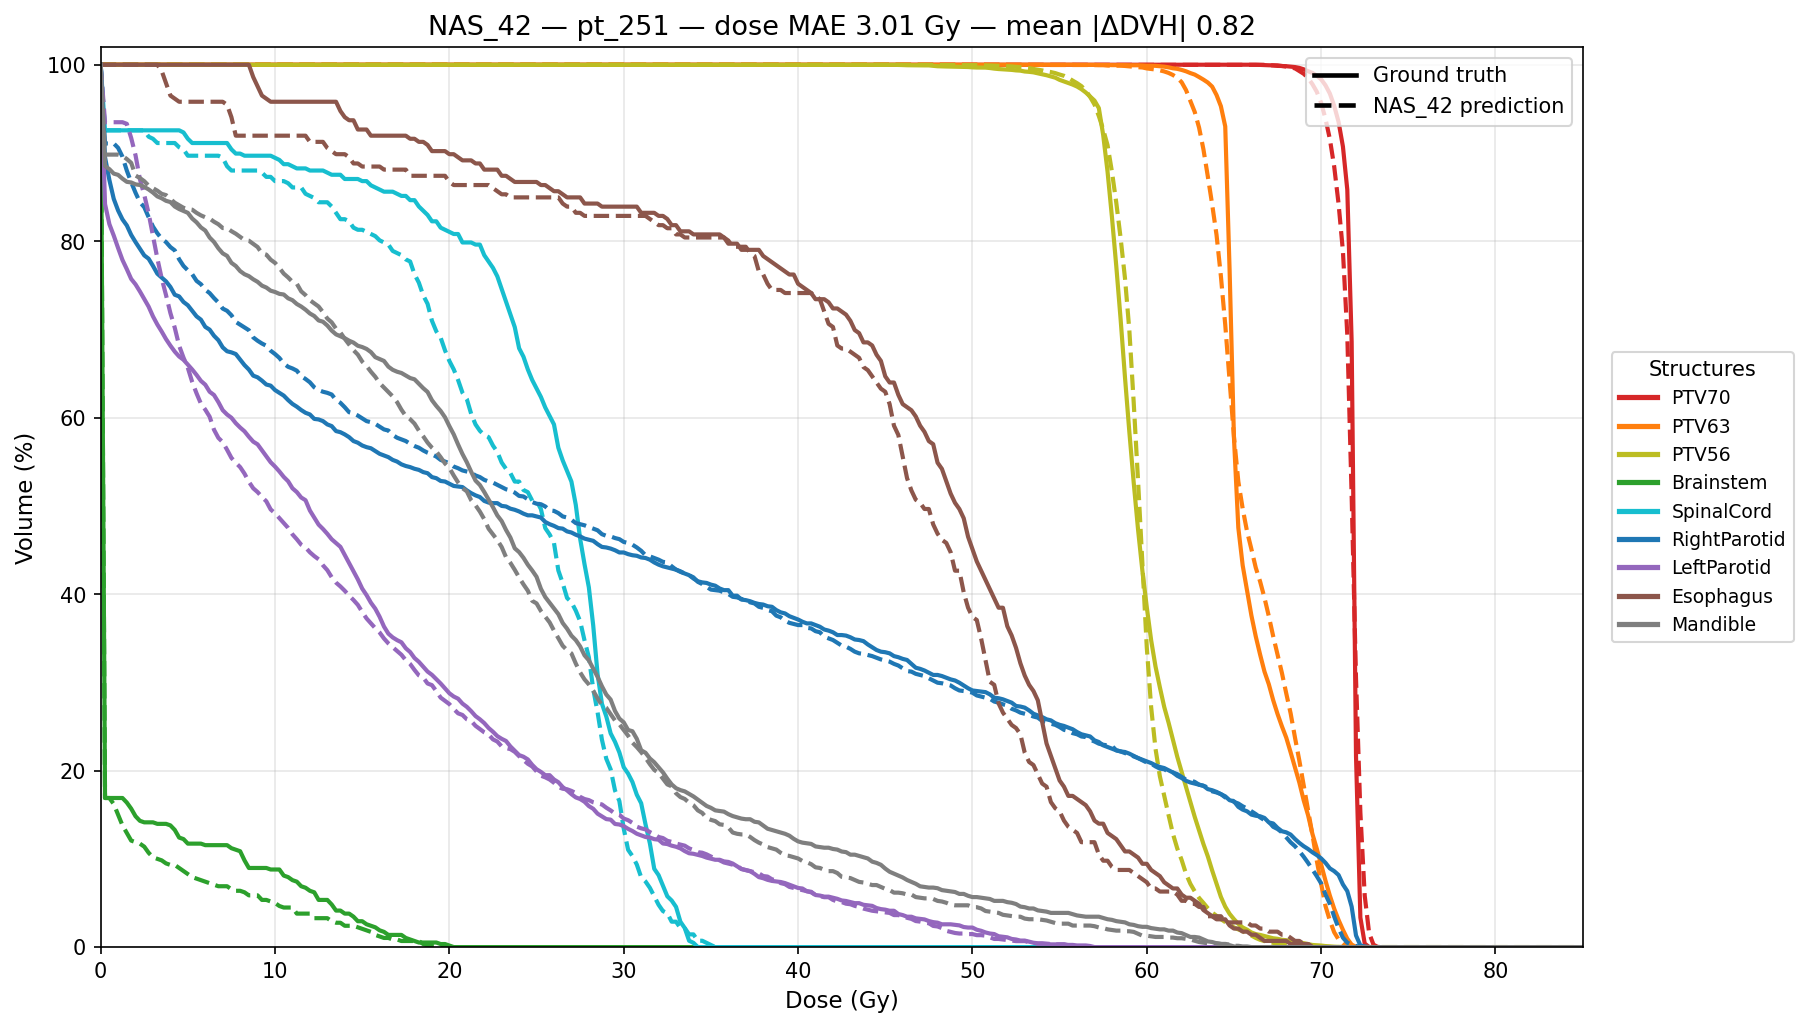 NAS_42 — pt_251 — dose MAE 3.01 Gy — mean |ΔDVH| 0.82
Ground truth
NAS_42 prediction
Volume (%)
100
80
60
40
20
0
0 10 20 30 40 50 60 70 80
Dose (Gy)
Structures
PTV70
PTV63
PTV56
Brainstem
SpinalCord
RightParotid
LeftParotid
Esophagus
Mandible